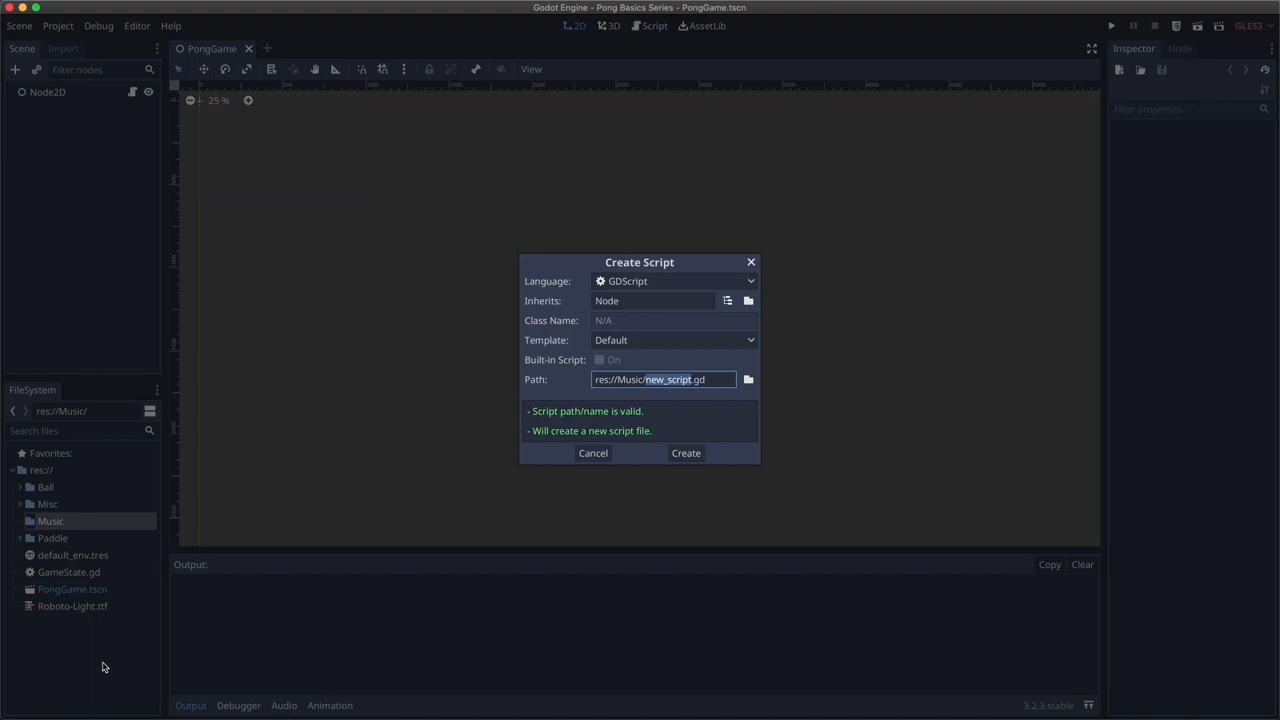 Godot Engine - Pong Basics Series - PongGame.tscn
Scene Project Debug Editor Help
2D 3D Script AssetLib
GLES3
Scene Import
PongGame
Inspector Node
Filter nodes
View
Node2D
25 %
Filter properties
Create Script
Language: GDScript
Inherits: Node
Class Name: N/A
Template: Default
Built-in Script: On
Path: res://Music/new_script.gd
- Script path/name is valid.
- Will create a new script file.
Cancel Create
FileSystem
res://Music/
Search files
Favorites:
res://
Ball
Misc
Music
Paddle
default_env.tres
GameState.gd
PongGame.tscn
Roboto-Light.ttf
Output:
Copy Clear
Output Debugger Audio Animation
3.2.3.stable